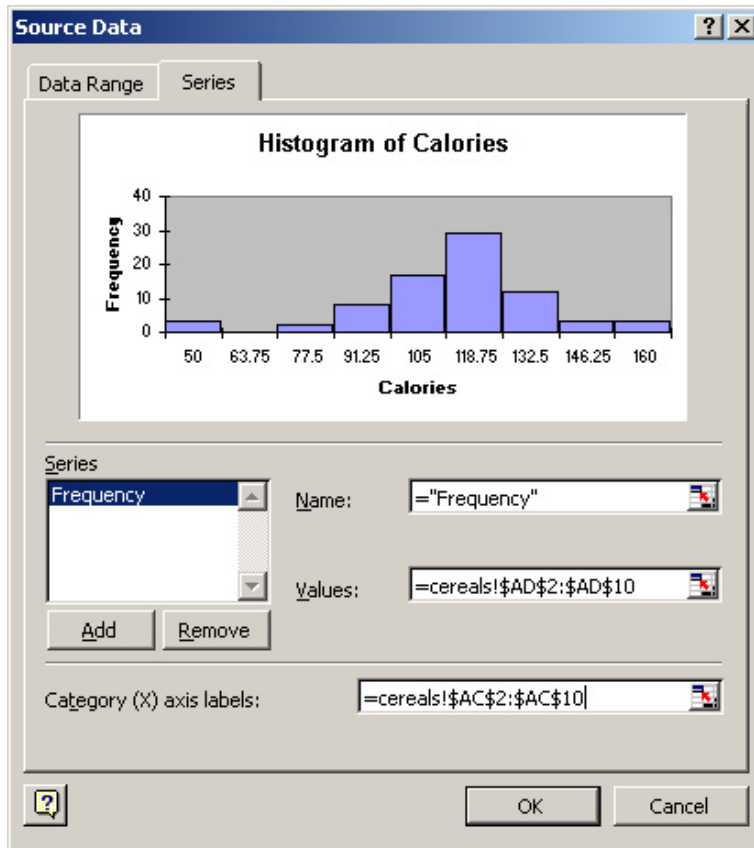 Source Data
Data Range Series
Histogram of Calories
Frequency
40
30
20
10
0
50 63.75 77.5 91.25 105 118.75 132.5 146.25 160
Calories
Series
Frequency
Name: ="Frequency"
Values: =cereals!$AD$2:$AD$10
Add Remove
Category (X) axis labels: =cereals!$AC$2:$AC$10
OK Cancel